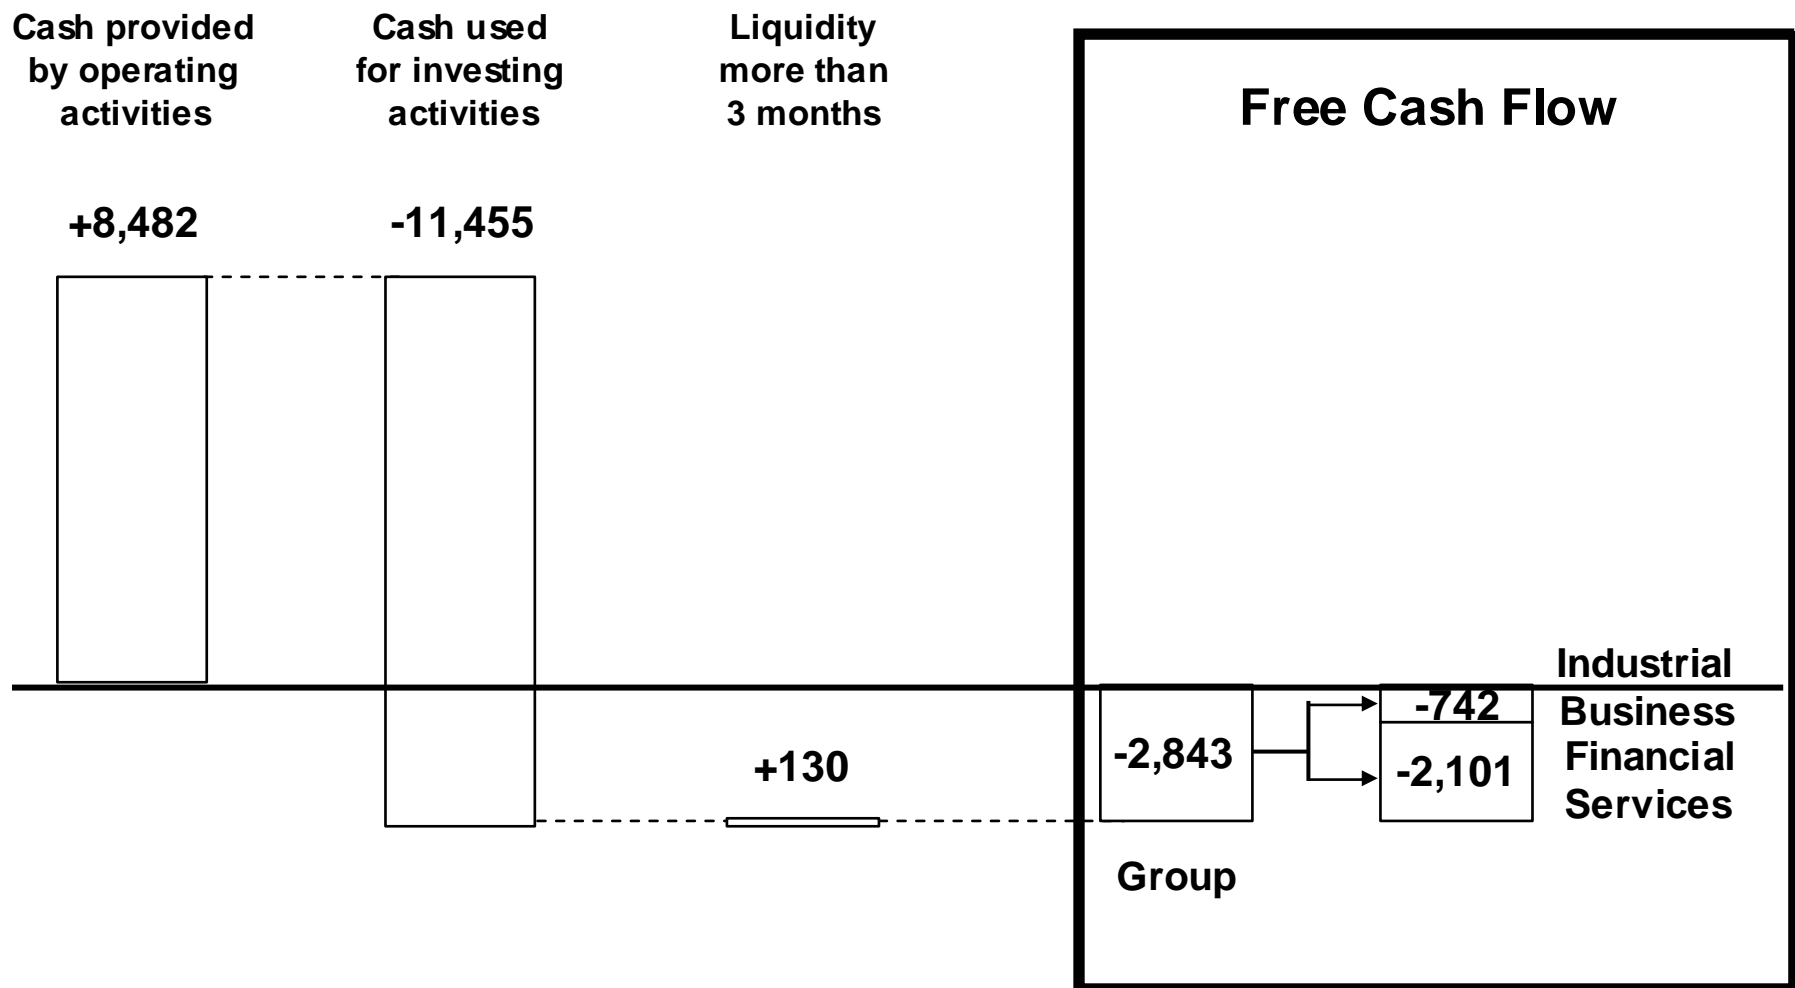 Cash provided
by operating
activities
Cash used
for investing
activities
Liquidity
more than
3 months
Free Cash Flow
+8,482
-11,455
+130
-2,843
-742
-2,101
Industrial
Business
Financial
Services
Group